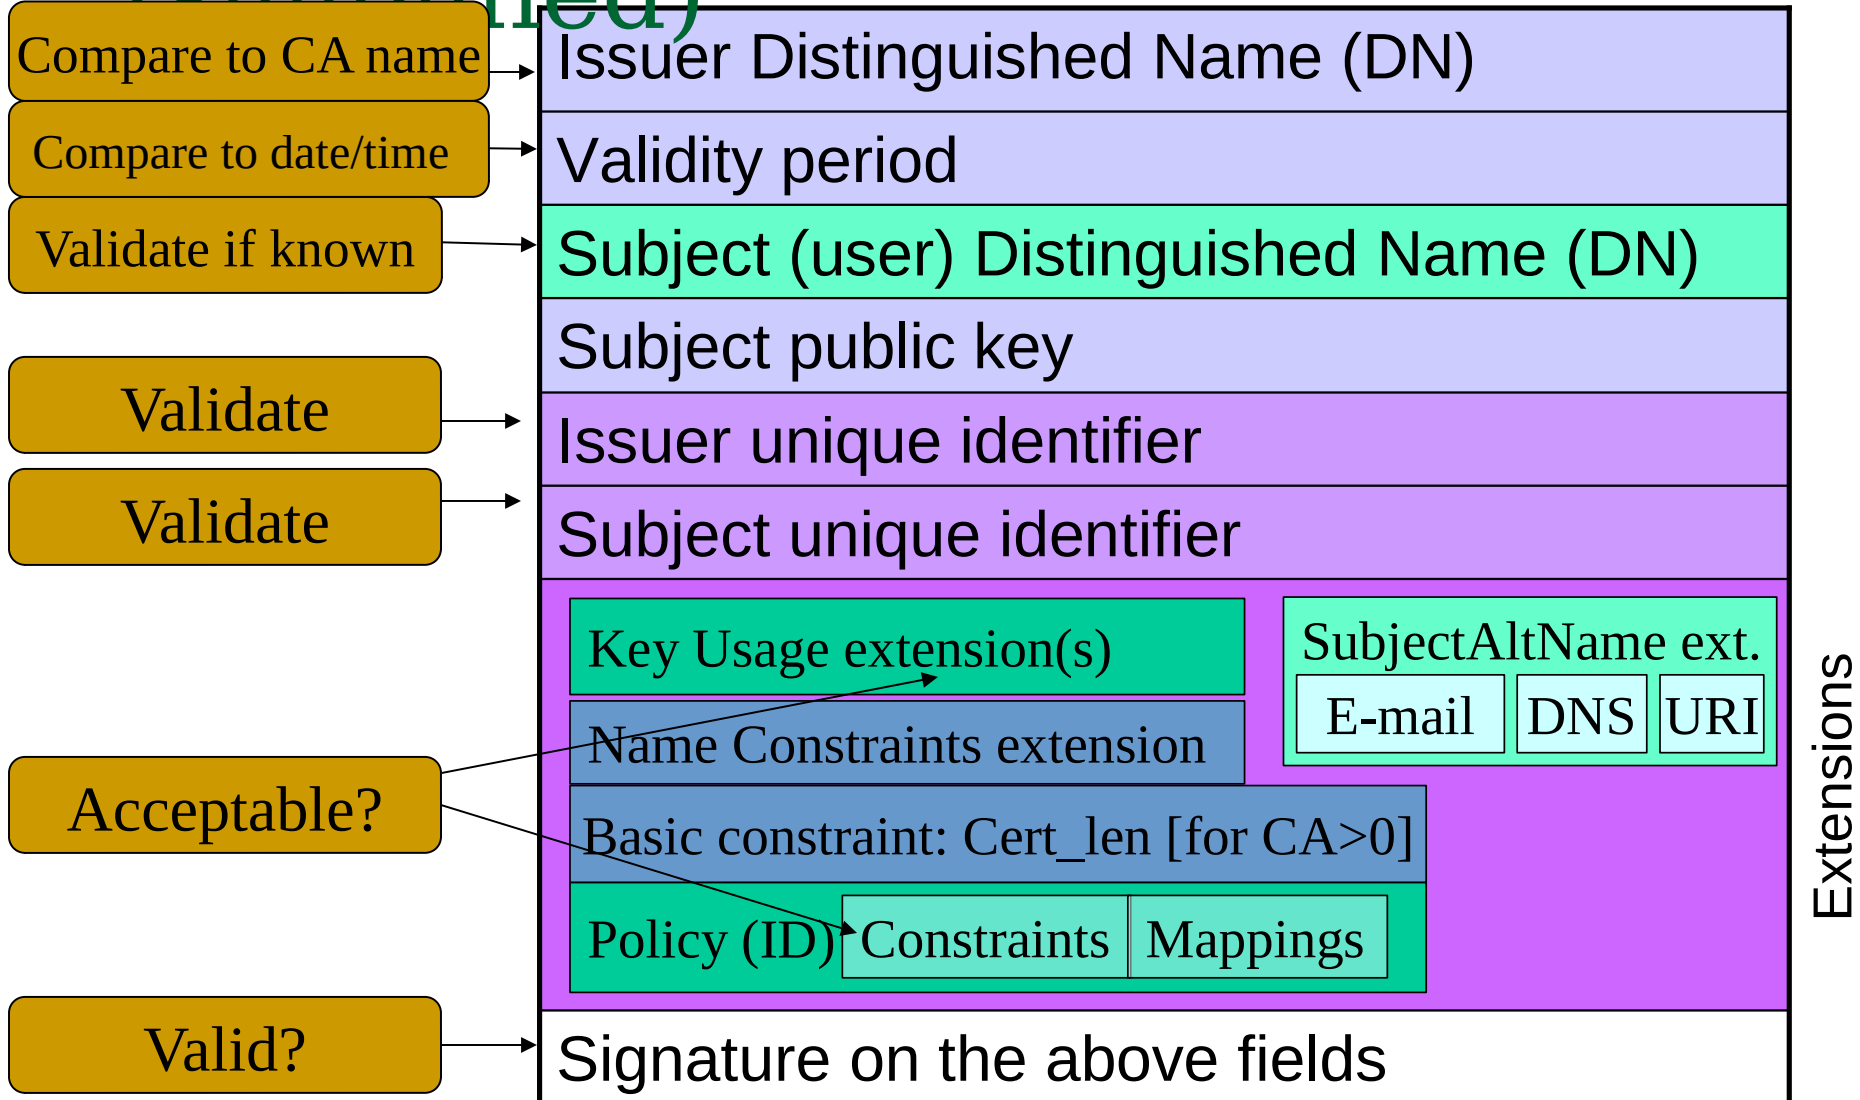 Compare to CA name
Issuer Distinguished Name (DN)
Compare to date/time
Validity period
Validate if known
Subject (user) Distinguished Name (DN)
Subject public key
Validate
Issuer unique identifier
Validate
Subject unique identifier
Key Usage extension(s)
SubjectAltName ext.
E-mail DNS URI
Name Constraints extension
Acceptable?
Basic constraint: Cert_len [for CA>0]
Policy (ID) Constraints Mappings
Extensions
Valid?
Signature on the above fields